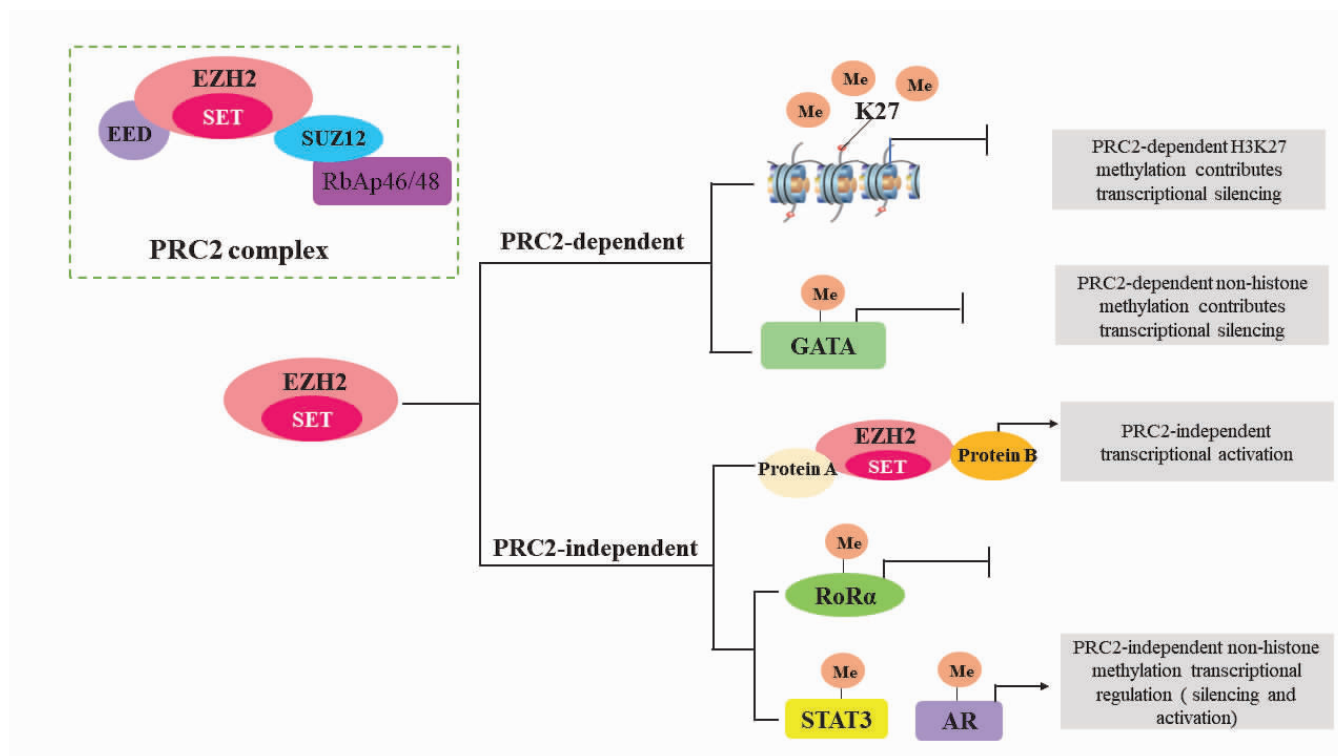 EZH2
SET
EED
SUZ12
RbAp46/48
PRC2 complex
Me
Me
Me
K27
PRC2-dependent H3K27
methylation contributes
transcriptional silencing
PRC2-dependent
Me
GATA
PRC2-dependent non-histone
methylation contributes
transcriptional silencing
EZH2
SET
Protein A
EZH2
SET
Protein B
PRC2-independent
transcriptional activation
PRC2-independent
Me
RoRα
Me
STAT3
Me
AR
PRC2-independent non-histone
methylation transcriptional
regulation ( silencing and
activation)